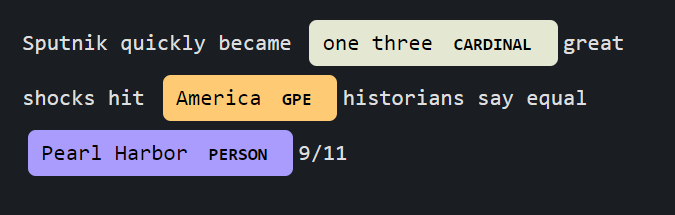 Sputnik quickly became one three CARDINAL great
shocks hit America GPE historians say equal
Pearl Harbor PERSON 9/11